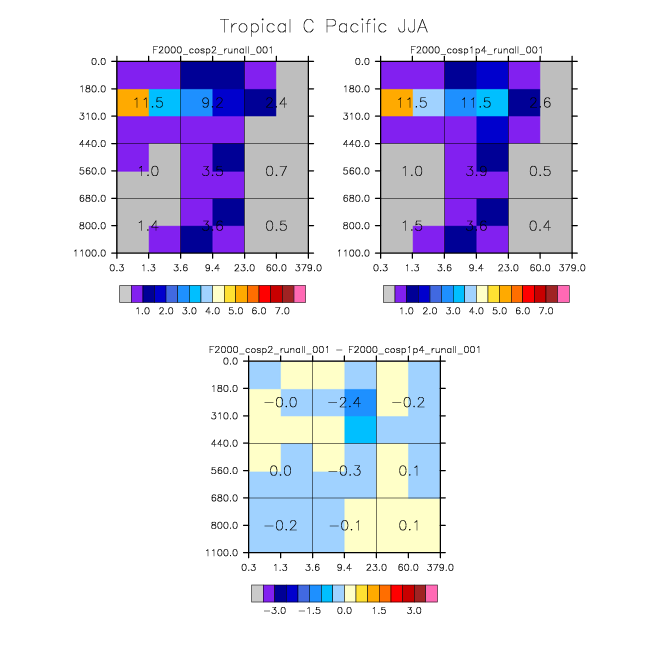 Tropical C Pacific JJA
F2000_cosp2_runall_001
F2000_cosp1p4_runall_001
0.0
180.0
310.0
440.0
560.0
680.0
800.0
1100.0
11.5 9.2
1.0 0.7
1.4 3.6 0.5
0.3 1.3 3.6 9.4 23.0 60.0 379.0
1.0 2.0 3.0 4.0 5.0 6.0 7.0
0.0
180.0
310.0
440.0
560.0
680.0
800.0
1100.0
11.5 11.5
1.0 3.9 0.5
1.5 3.6 0.4
0.3 1.3 3.6 9.4 23.0 60.0 379.0
1.0 2.0 3.0 4.0 5.0 6.0 7.0
F2000_cosp2_runall_001 − F2000_cosp1p4_runall_001
0.0
180.0
310.0
440.0
560.0
680.0
800.0
1100.0
−0.0 −2.4 −0.2
0.0 −0.3 0.1
−0.2 −0.1 0.1
0.3 1.3 3.6 9.4 23.0 60.0 379.0
−3.0 −1.5 0.0 1.5 3.0